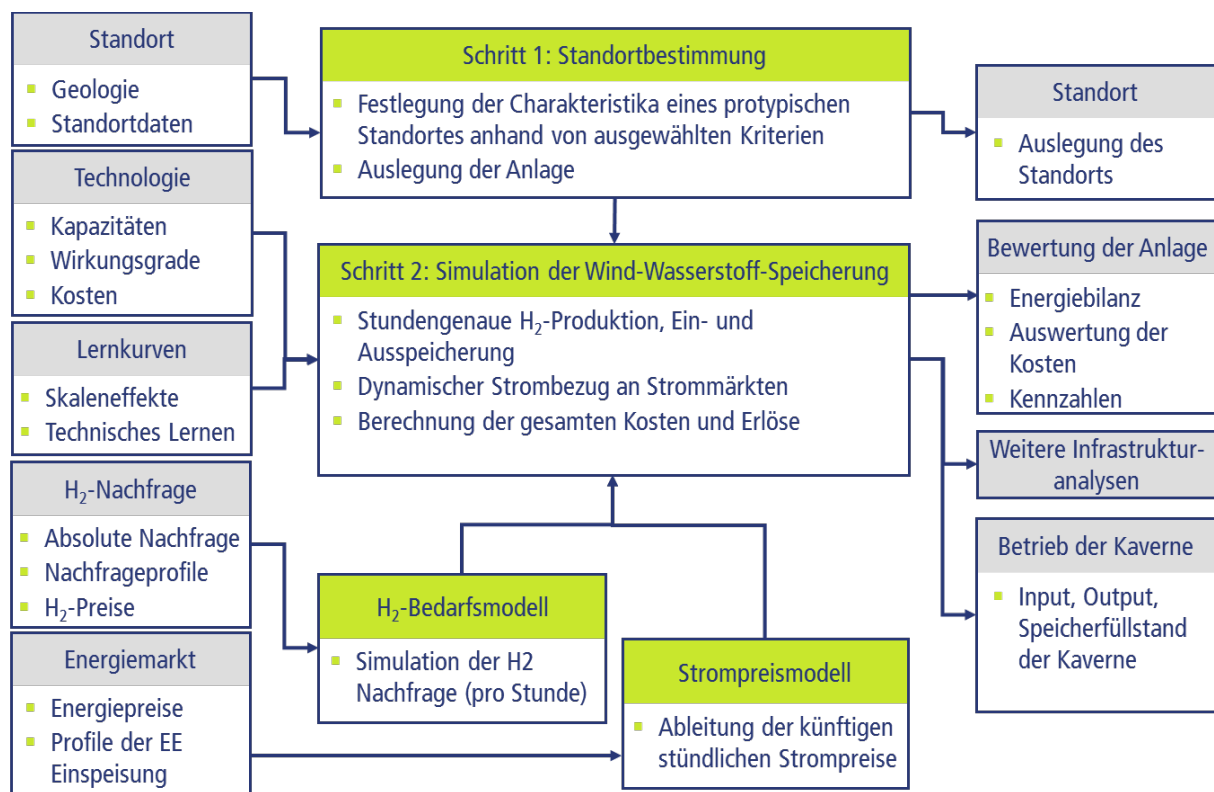 Standort
Geologie
Standortdaten
Technologie
Kapazitäten
Wirkungsgrade
Kosten
Lernkurven
Skaleneffekte
Technisches Lernen
H₂-Nachfrage
Absolute Nachfrage
Nachfrageprofile
H₂-Preise
Energiemarkt
Energiepreise
Profile der EE
Einspeisung
Schritt 1: Standortbestimmung
Festlegung der Charakteristika eines protypischen
Standortes anhand von ausgewählten Kriterien
Auslegung der Anlage
Schritt 2: Simulation der Wind-Wasserstoff-Speicherung
Stundengenaue H₂-Produktion, Ein- und
Ausspeicherung
Dynamischer Strombezug an Strommärkten
Berechnung der gesamten Kosten und Erlöse
H₂-Bedarfsmodell
Simulation der H2
Nachfrage (pro Stunde)
Strompreismodell
Ableitung der künftigen
stündlichen Strompreise
Standort
Auslegung des
Standorts
Bewertung der Anlage
Energiebilanz
Auswertung der
Kosten
Kennzahlen
Weitere Infrastruktur-
analysen
Betrieb der Kaverne
Input, Output,
Speicherfüllstand
der Kaverne